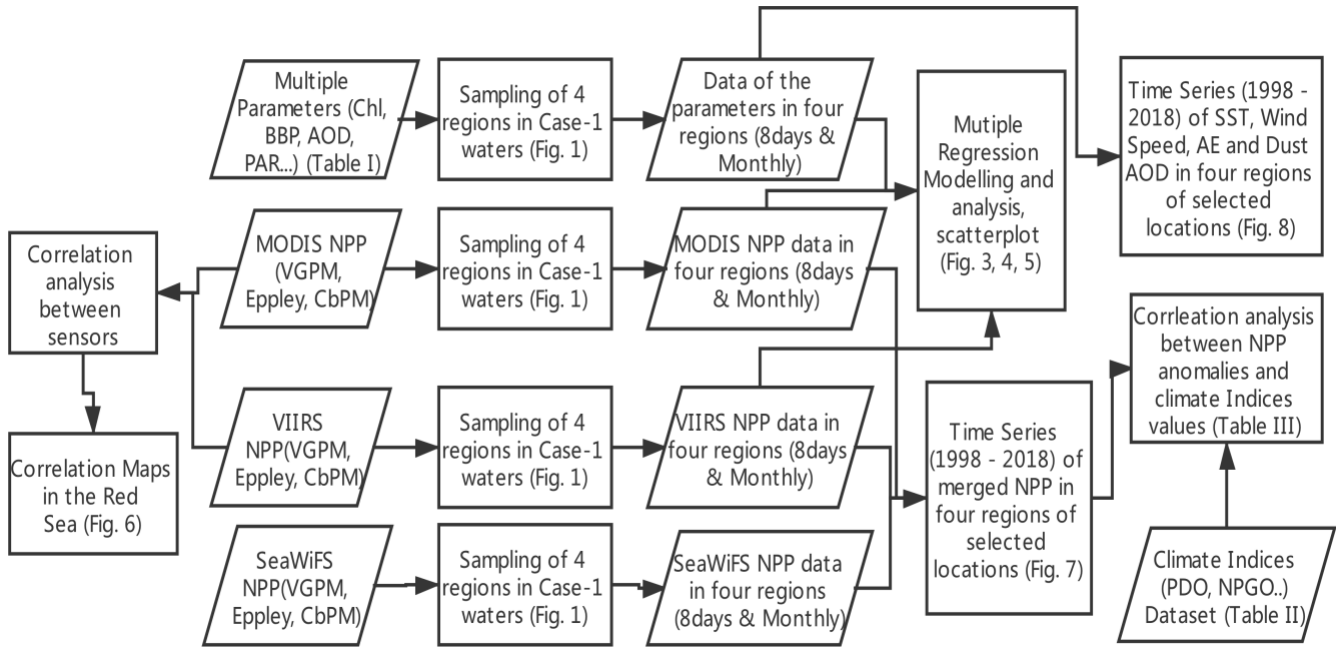 Multiple
Parameters (Chl,
BBP, AOD,
PAR...) (Table I)
Sampling of 4
regions in Case-1
waters (Fig. 1)
Data of the
parameters in four
regions (8days &
Monthly)
Mutiple
Regression
Modelling and
analysis,
scatterplot
(Fig. 3, 4, 5)
Time Series (1998 -
2018) of SST, Wind
Speed, AE and Dust
AOD in four regions
of selected
locations (Fig. 8)
Correlation
analysis
between
sensors
MODIS NPP
(VGPM,
Eppley, CbPM)
Sampling of 4
regions in Case-1
waters (Fig. 1)
MODIS NPP data in
four regions (8days
& Monthly)
Corrleation analysis
between NPP
anomalies and
climate Indices
values (Table III)
Correlation Maps
in the Red
Sea (Fig. 6)
VIIRS
NPP(VGPM,
Eppley, CbPM)
Sampling of 4
regions in Case-1
waters (Fig. 1)
VIIRS NPP data in
four regions (8days
& Monthly)
Time Series
(1998 - 2018) of
merged NPP in
four regions of
selected
locations (Fig. 7)
SeaWiFS
NPP(VGPM,
Eppley, CbPM)
Sampling of 4
regions in Case-1
waters (Fig. 1)
SeaWiFS NPP data
in four regions
(8days & Monthly)
Climate Indices
(PDO, NPGO..)
Dataset (Table II)